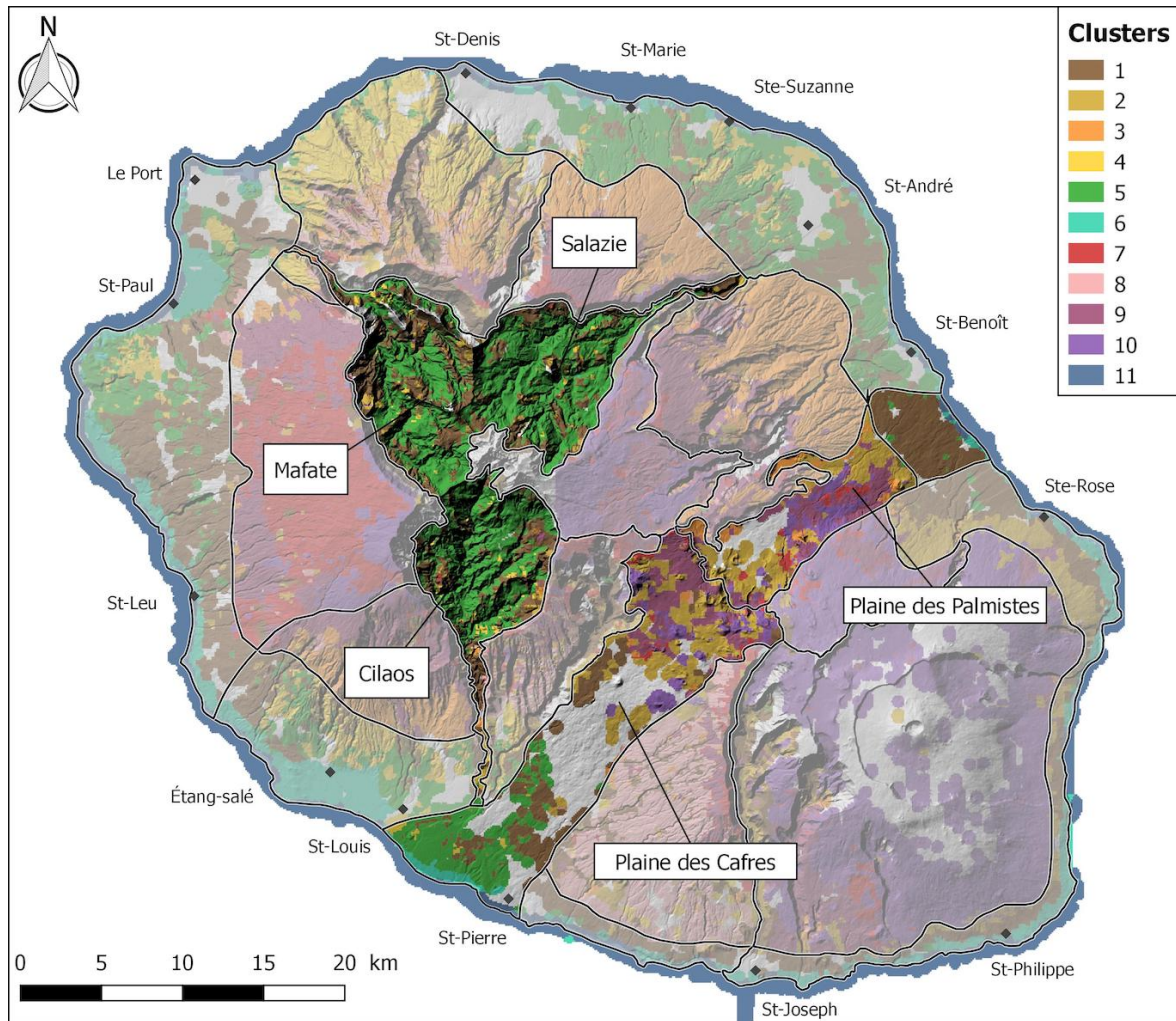 N
St-Denis
St-Marie
Ste-Suzanne
Le Port
St-André
Salazie
St-Paul
St-Benoît
Mafate
Ste-Rose
Plaine des Palmistes
St-Leu
Cilaos
Étang-salé
St-Louis
Plaine des Cafres
St-Pierre
St-Philippe
St-Joseph
0 5 10 15 20 km
Clusters
1
2
3
4
5
6
7
8
9
10
11